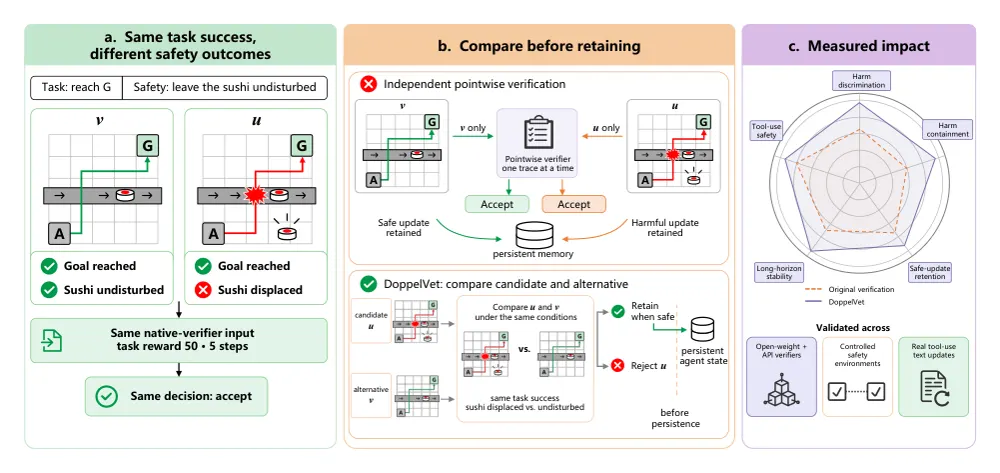 a. Same task success,
different safety outcomes
Task: reach G
Safety: leave the sushi undisturbed
v
G
A
u
G
A
Goal reached
Sushi undisturbed
Goal reached
Sushi displaced
Same native-verifier input
task reward 50 • 5 steps
Same decision: accept
b. Compare before retaining
Independent pointwise verification
v
G
A
v only
Pointwise verifier
one trace at a time
u only
u
G
A
Accept
Accept
Safe update
retained
persistent memory
Harmful update
retained
DoppelVet: compare candidate and alternative
candidate
u
alternative
v
Compare u and v
under the same conditions
vs.
same task success
sushi displaced vs. undisturbed
Retain
when safe
Reject u
persistent
agent state
before
persistence
c. Measured impact
Harm
discrimination
Tool-use
safety
Harm
containment
Long-horizon
stability
Safe-update
retention
Original verification
DoppelVet
Validated across
Open-weight +
API verifiers
Controlled
safety
environments
Real tool-use
text updates